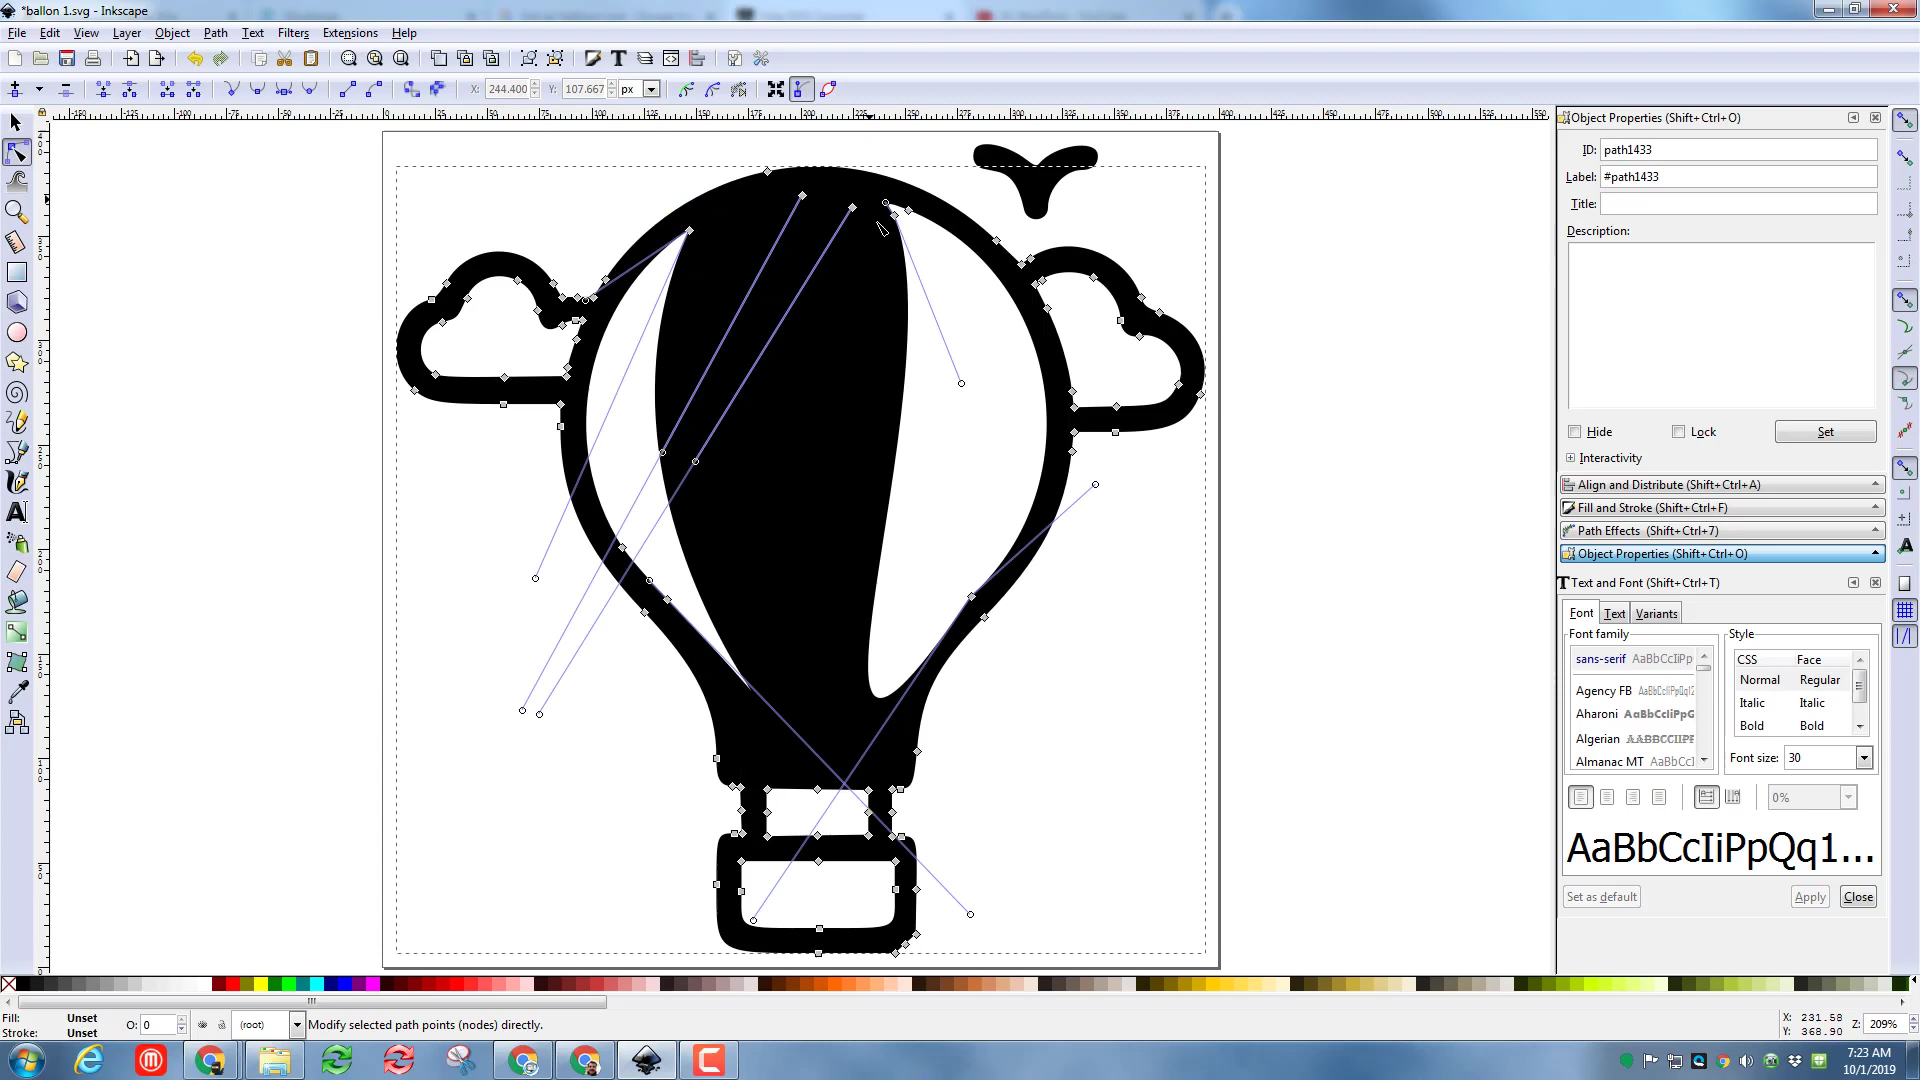 *ballon 1.svg - Inkscape
File Edit View Layer Object Path Text Filters Extensions Help
X: 244.400 Y: 107.667 px
Object Properties (Shift+Ctrl+O)
ID: path1433
Label: #path1433
Title:
Description:
Hide Lock Set
Interactivity
Align and Distribute (Shift+Ctrl+A)
Fill and Stroke (Shift+Ctrl+F)
Path Effects (Shift+Ctrl+7)
Object Properties (Shift+Ctrl+O)
Text and Font (Shift+Ctrl+T)
Font Text Variants
Font family Style
sans-serif AaBbCcIiPp CSS Face
Agency FB AaBbCcIiPpQq12 Normal Regular
Aharoni AaBbCcIiPpG Italic Italic
Algerian AABBCCIIPP Bold Bold
Almanac MT AaBbCcI Font size: 30
0%
AaBbCcIiPpQq1...
Set as default Apply Close
Fill: Unset
Stroke: Unset
O: 0 (root) Modify selected path points (nodes) directly.
X: 231.58
Y: 368.90
Z: 209%
7:23 AM
10/1/2019